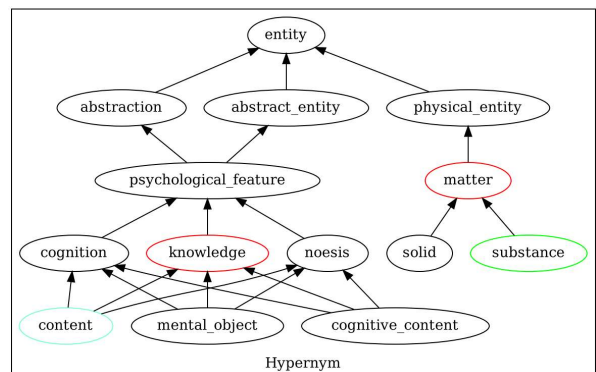 entity
abstraction
abstract_entity
physical_entity
psychological_feature
matter
cognition
knowledge
noesis
solid
substance
content
mental_object
cognitive_content
Hypernym